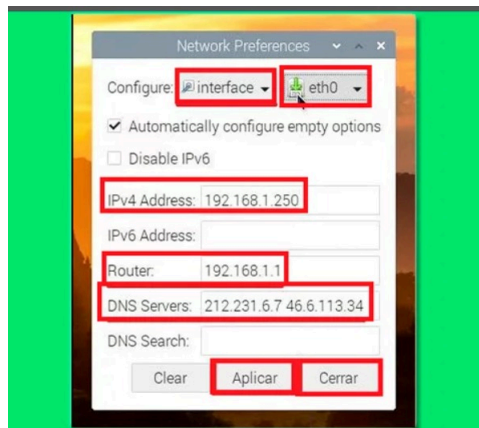 Network Preferences
Configure: interface eth0
Automatically configure empty options
Disable IPv6
IPv4 Address: 192.168.1.250
IPv6 Address:
Router: 192.168.1.1
DNS Servers: 212.231.6.7 46.6.113.34
DNS Search:
Clear Aplicar Cerrar